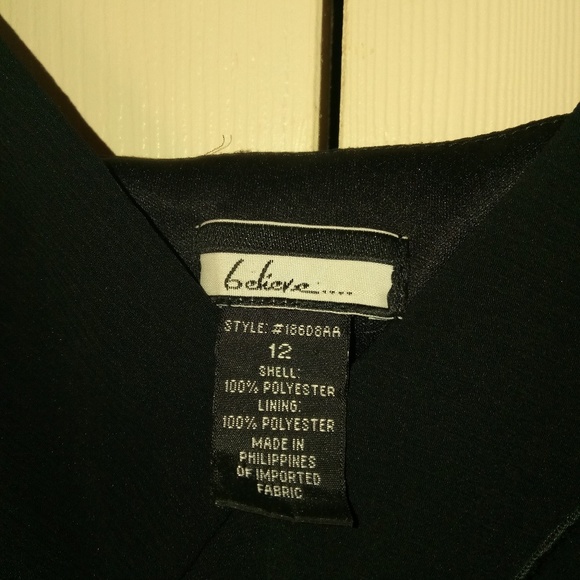 believe....
STYLE: #186D8AA
12
SHELL:
100% POLYESTER
LINING:
100% POLYESTER
MADE IN
PHILIPPINES
OF IMPORTED
FABRIC